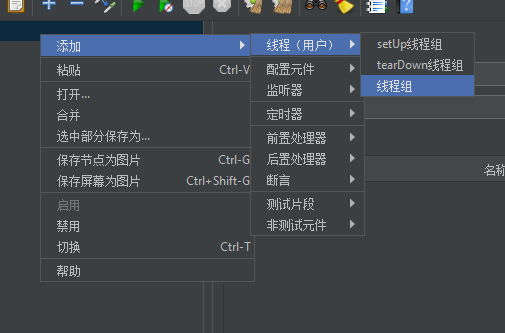 添加
粘贴 Ctrl-V
打开...
合并
选中部分保存为...
保存节点为图片 Ctrl-G
保存屏幕为图片 Ctrl+Shift-G
启用
禁用
切换 Ctrl-T
帮助
线程（用户）
配置元件
监听器
定时器
前置处理器
后置处理器
断言
测试片段
非测试元件
setUp线程组
tearDown线程组
线程组
名称